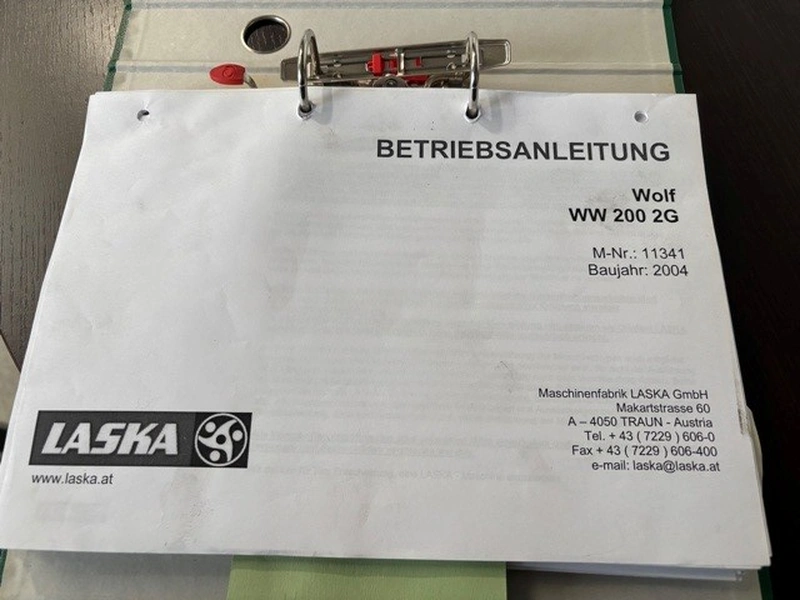 BETRIEBSANLEITUNG
Wolf
WW 200 2G
M-Nr.: 11341
Baujahr: 2004
Maschinenfabrik LASKA GmbH
Makartstrasse 60
A – 4050 TRAUN - Austria
Tel. + 43 ( 7229 ) 606-0
Fax + 43 ( 7229 ) 606-400
e-mail: laska@laska.at
LASKA
www.laska.at